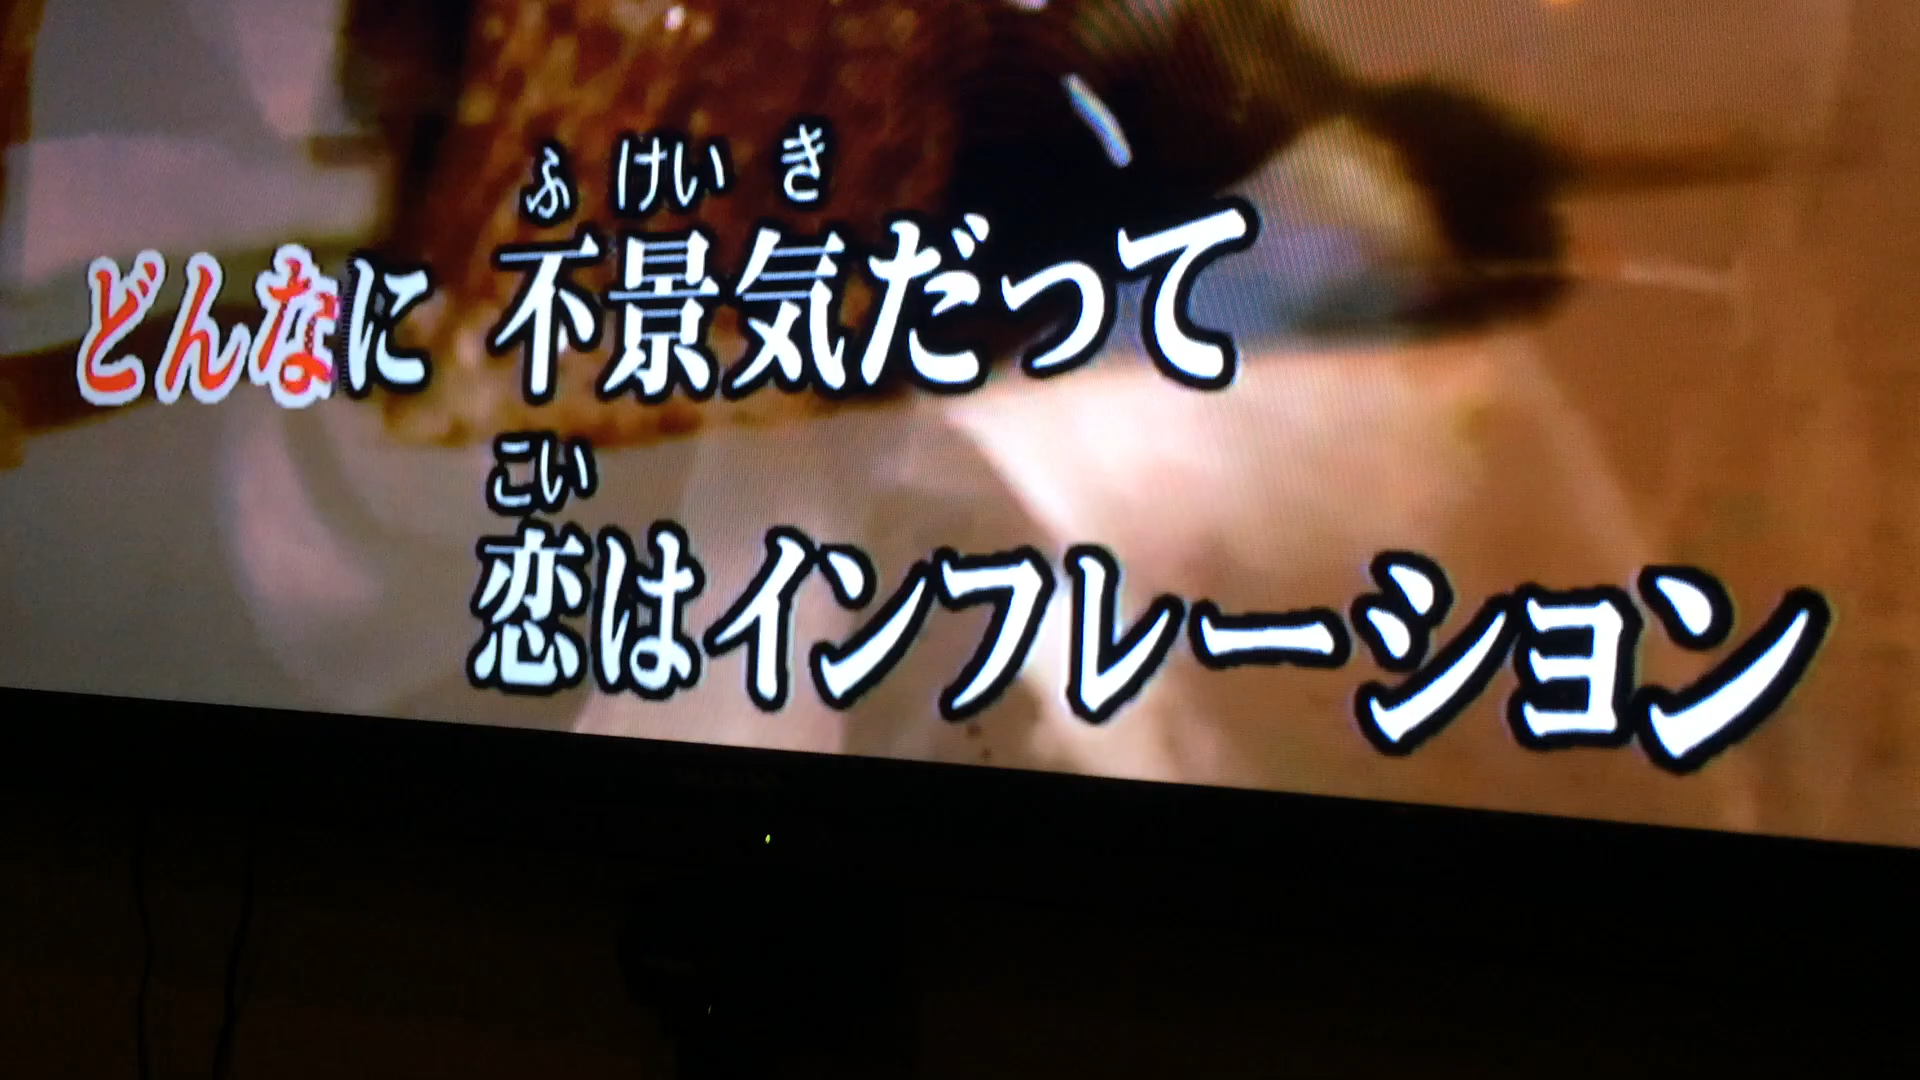 ふけいき
どんなに 不景気だって
こい
恋はインフレーション